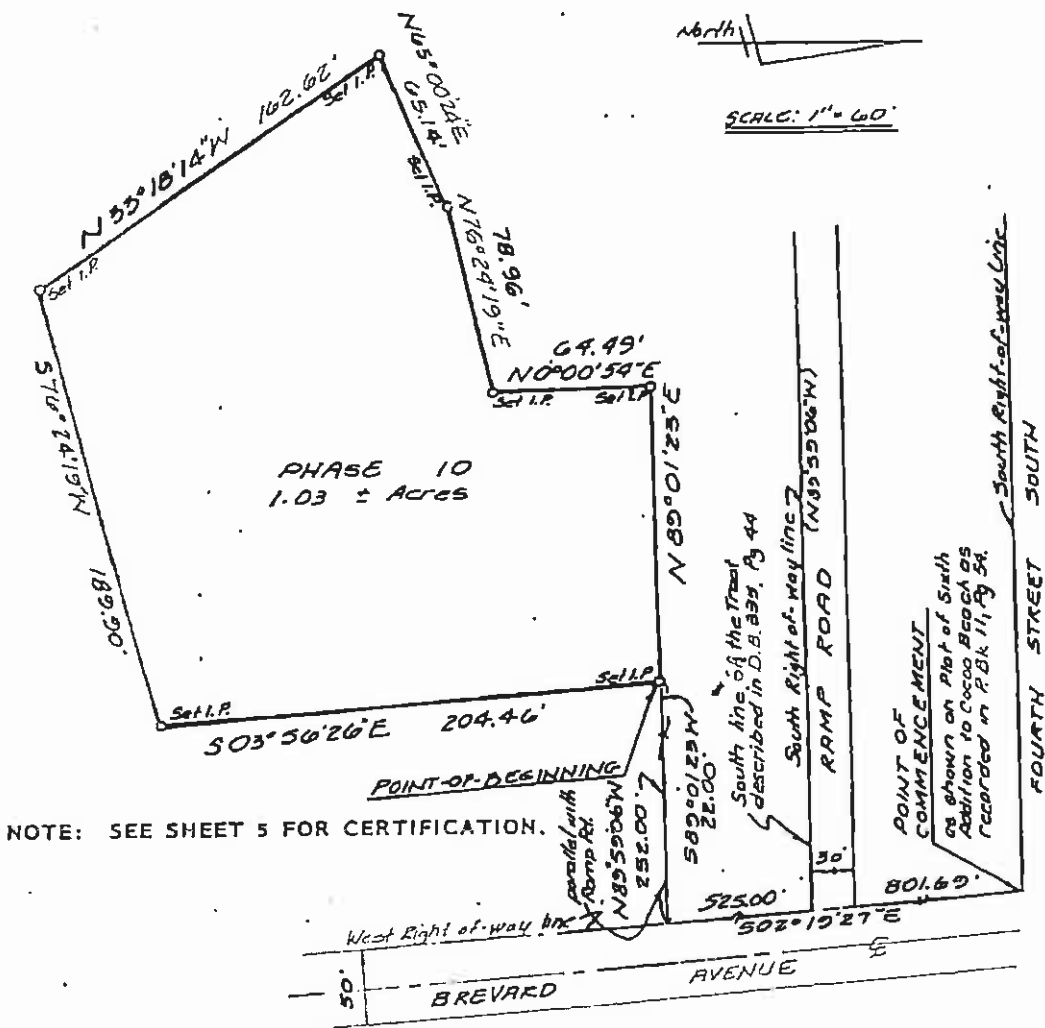 North
SCALE: 1" = 60'
N 33° 18' 14" W 162.62'
Set I.P.
N 65° 00' 24" E
65.14'
Set I.P.
N 76° 24' 19" E
78.96'
Set I.P.
64.49'
N 0° 00' 54" E
Set I.P.
Set I.P.
S 76° 24' 19" W 189.90'
PHASE 10
1.03 ± Acres
N 89° 01' 23" E
Set I.P.
Set I.P.
S 03° 56' 26" E 204.46'
POINT-OF-BEGINNING
NOTE: SEE SHEET 5 FOR CERTIFICATION.
parallel with
Ramp Rd.
N 89° 59' 06" W
252.00'
S 89° 01' 23" W
22.00'
South line of the Tract
described in D.B. 335, Pg 44
South Right-of-way line
RAMP ROAD
(N 89° 59' 06" W)
POINT OF
COMMENCEMENT
as shown on Plat of Sixth
Addition to Cocoa Beach as
recorded in P.Bk. 11, Pg 54.
South Right-of-way Line
FOURTH STREET SOUTH
30'
525.00'
801.69'
S 02° 19' 27" E
West Right-of-way line
50'
BREVARD AVENUE